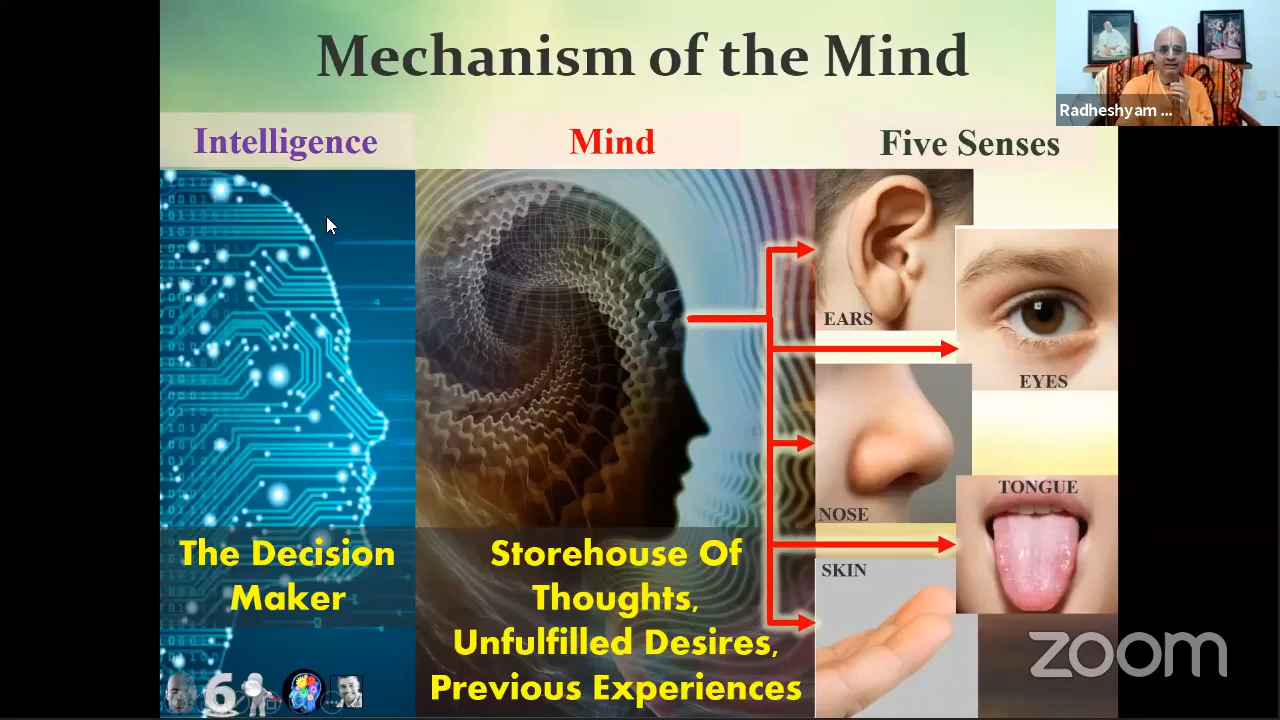 Mechanism of the Mind
Radheshyam ...
Intelligence
Mind
Five Senses
EARS
EYES
NOSE
TONGUE
SKIN
The Decision
Maker
Storehouse Of
Thoughts,
Unfulfilled Desires,
Previous Experiences
6
zoom